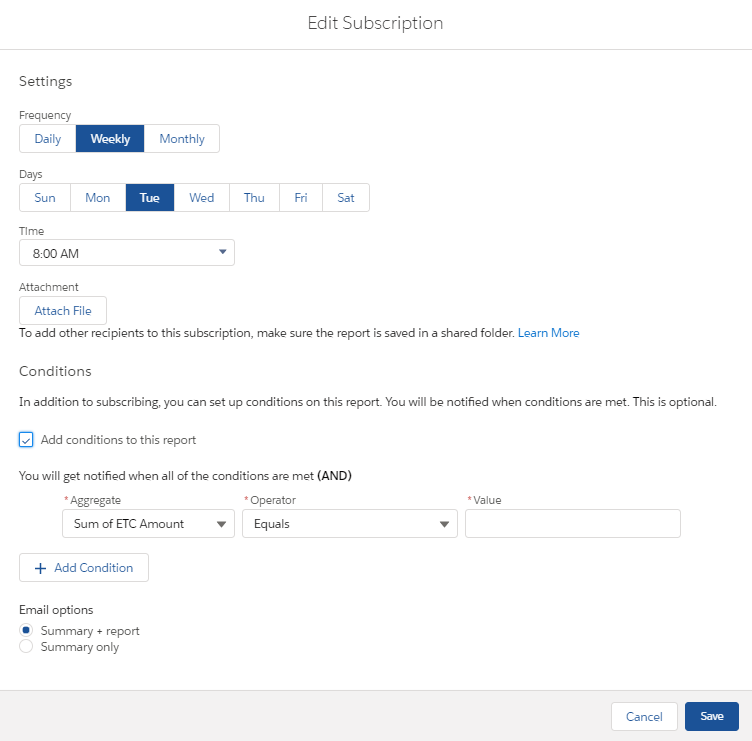 Edit Subscription
Settings
Frequency
Daily Weekly Monthly
Days
Sun Mon Tue Wed Thu Fri Sat
TIme
8:00 AM
Attachment
Attach File
To add other recipients to this subscription, make sure the report is saved in a shared folder. Learn More
Conditions
In addition to subscribing, you can set up conditions on this report. You will be notified when conditions are met. This is optional.
Add conditions to this report
You will get notified when all of the conditions are met (AND)
* Aggregate * Operator * Value
Sum of ETC Amount Equals
+ Add Condition
Email options
Summary + report
Summary only
Cancel Save